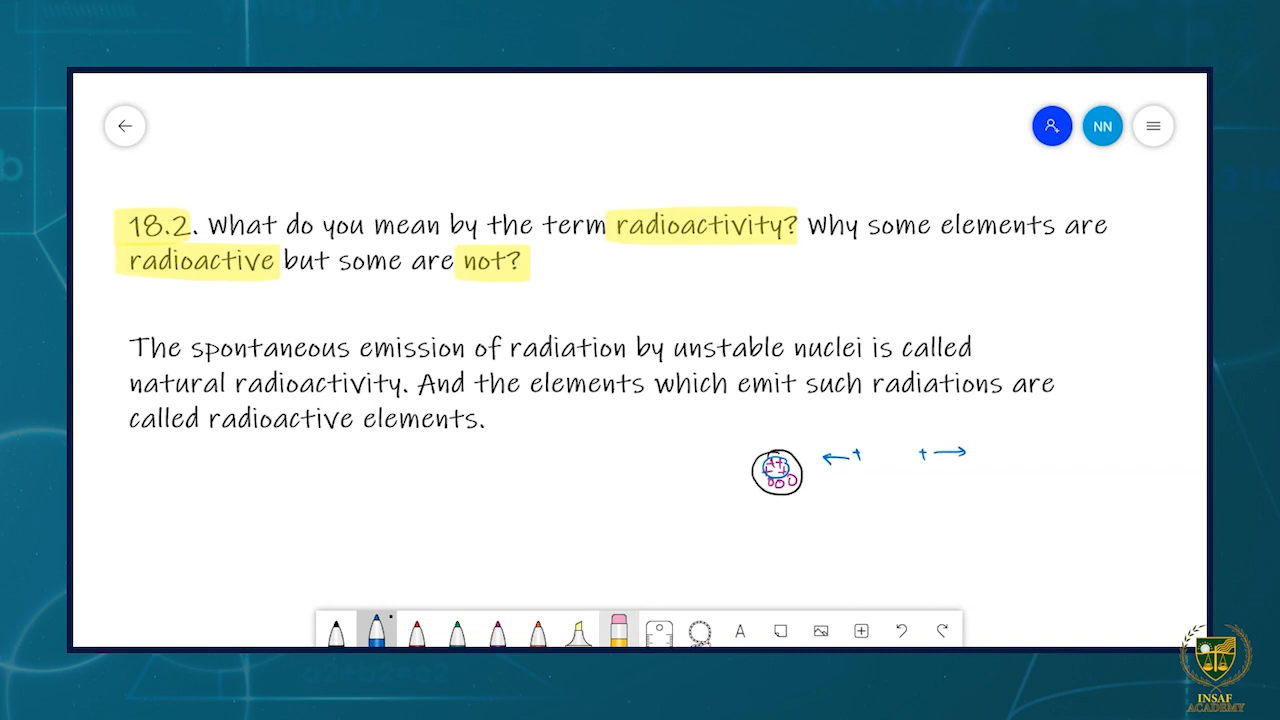 NN
18.2. What do you mean by the term radioactivity? Why some elements are
radioactive but some are not?
The spontaneous emission of radiation by unstable nuclei is called
natural radioactivity. And the elements which emit such radiations are
called radioactive elements.
← + + →
A
INSAF
ACADEMY